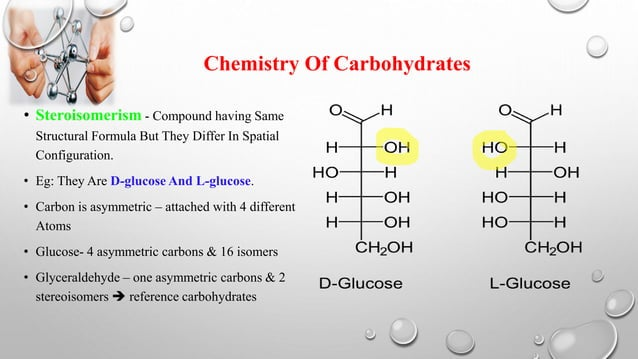 Chemistry Of Carbohydrates
• Steroisomerism - Compound having Same
Structural Formula But They Differ In Spatial
Configuration.
• Eg: They Are D-glucose And L-glucose.
• Carbon is asymmetric – attached with 4 different
Atoms
• Glucose- 4 asymmetric carbons & 16 isomers
• Glyceraldehyde – one asymmetric carbons & 2
stereoisomers ➔ reference carbohydrates
O H
H OH
HO H
H OH
H OH
CH₂OH
D-Glucose
O H
HO H
H OH
HO H
HO H
CH₂OH
L-Glucose